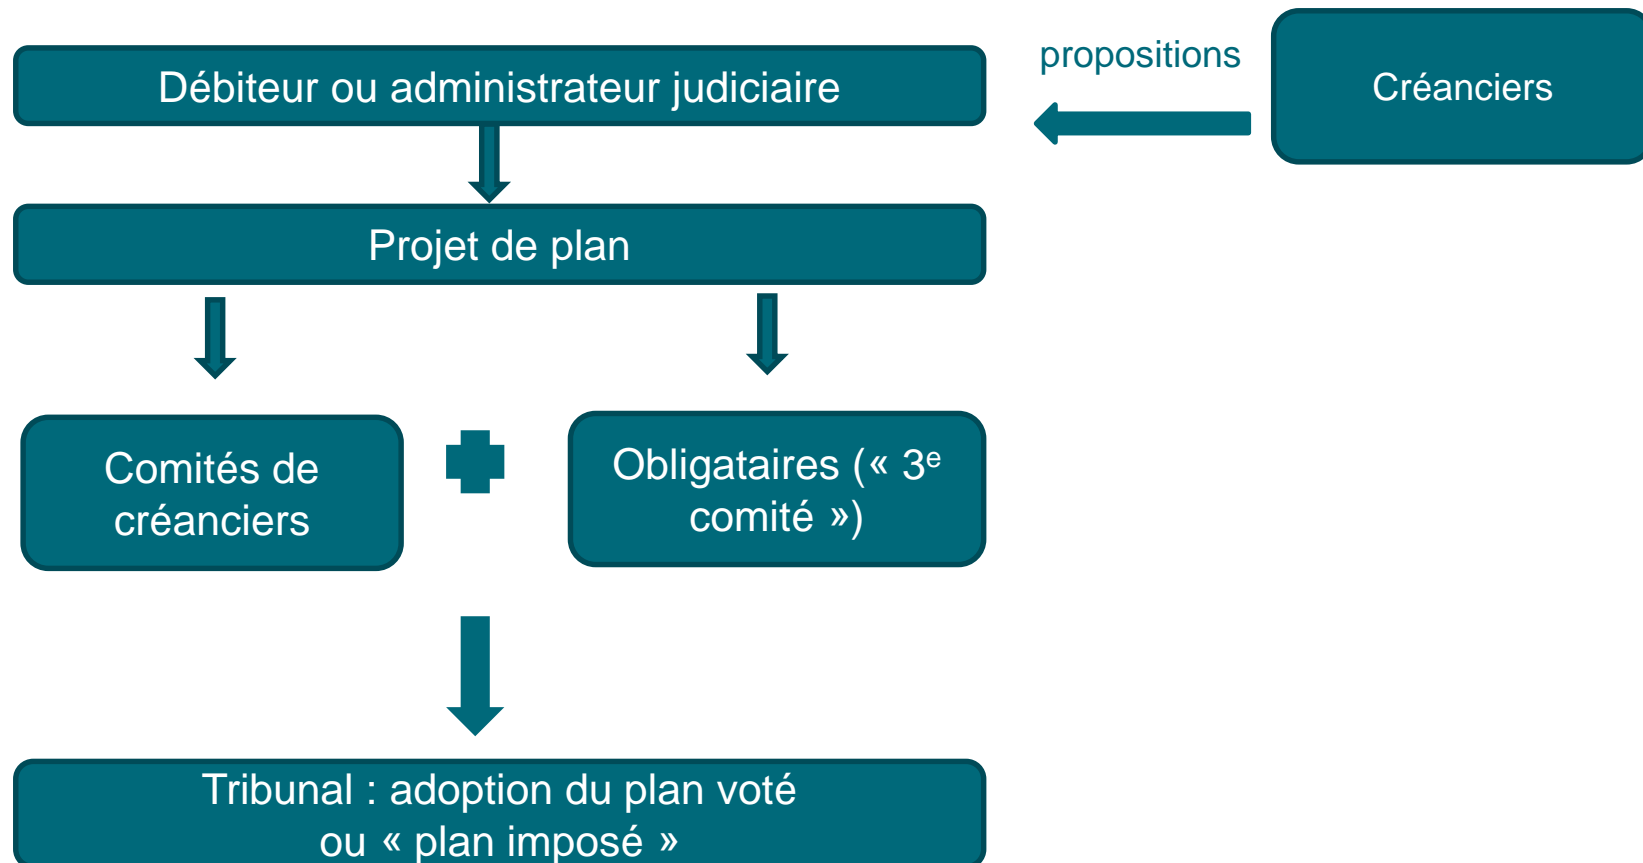 propositions
Créanciers
Débiteur ou administrateur judiciaire
Projet de plan
Comités de
créanciers
Obligataires (« 3ᵉ
comité »)
Tribunal : adoption du plan voté
ou « plan imposé »